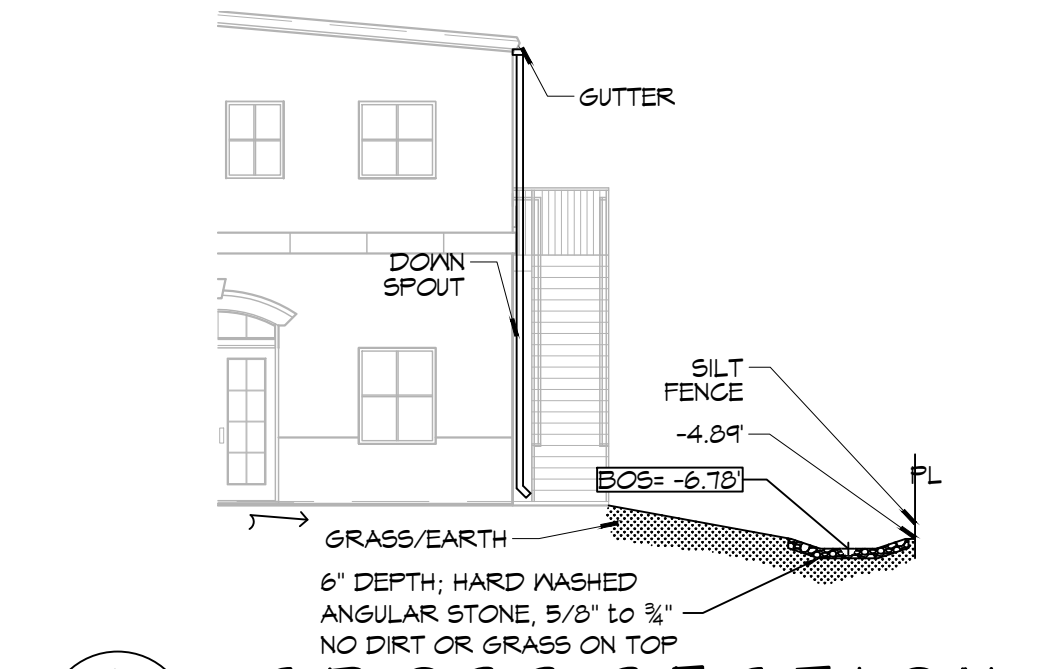 GUTTER
DOWN
SPOUT
SILT
FENCE
-4.89'
BOS= -6.78'
PL
GRASS/EARTH
6" DEPTH; HARD WASHED
ANGULAR STONE, 5/8" to ¾"
NO DIRT OR GRASS ON TOP